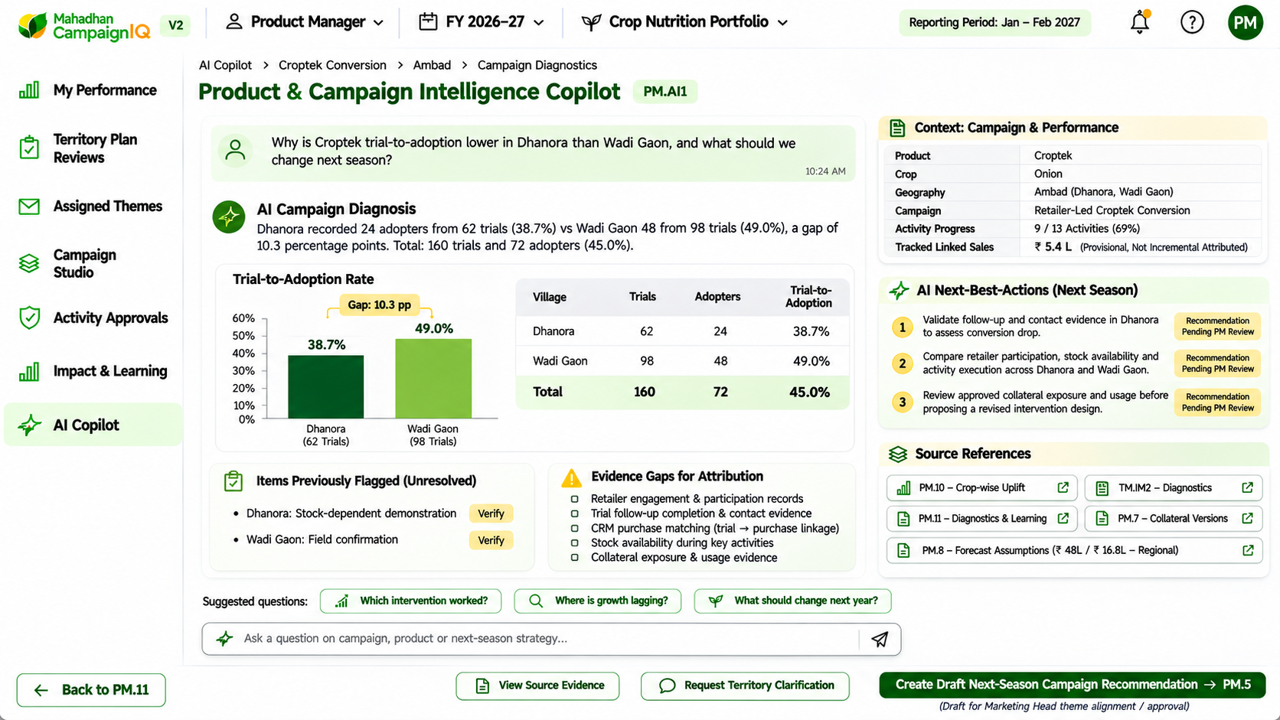 Mahadhan
CampaignIQ V2
Product Manager
FY 2026–27
Crop Nutrition Portfolio
Reporting Period: Jan – Feb 2027
?
PM
My Performance
Territory Plan
Reviews
Assigned Themes
Campaign
Studio
Activity Approvals
Impact & Learning
AI Copilot
AI Copilot > Croptek Conversion > Ambad > Campaign Diagnostics
Product & Campaign Intelligence Copilot PM.AI1
Why is Croptek trial-to-adoption lower in Dhanora than Wadi Gaon, and what should we
change next season?
10:24 AM
AI Campaign Diagnosis
Dhanora recorded 24 adopters from 62 trials (38.7%) vs Wadi Gaon 48 from 98 trials (49.0%), a gap of
10.3 percentage points. Total: 160 trials and 72 adopters (45.0%).
Trial-to-Adoption Rate
Gap: 10.3 pp
60%
50%
40%
30%
20%
10%
0%
38.7%
49.0%
Dhanora
(62 Trials)
Wadi Gaon
(98 Trials)
Village Trials Adopters Trial-to-
Adoption
Dhanora 62 24 38.7%
Wadi Gaon 98 48 49.0%
Total 160 72 45.0%
Items Previously Flagged (Unresolved)
• Dhanora: Stock-dependent demonstration Verify
• Wadi Gaon: Field confirmation Verify
Evidence Gaps for Attribution
Retailer engagement & participation records
Trial follow-up completion & contact evidence
CRM purchase matching (trial → purchase linkage)
Stock availability during key activities
Collateral exposure & usage evidence
Context: Campaign & Performance
Product Croptek
Crop Onion
Geography Ambad (Dhanora, Wadi Gaon)
Campaign Retailer-Led Croptek Conversion
Activity Progress 9 / 13 Activities (69%)
Tracked Linked Sales ₹ 5.4 L (Provisional, Not Incremental Attributed)
AI Next-Best-Actions (Next Season)
1 Validate follow-up and contact evidence in Dhanora
to assess conversion drop.
Recommendation
Pending PM Review
2 Compare retailer participation, stock availability and
activity execution across Dhanora and Wadi Gaon.
Recommendation
Pending PM Review
3 Review approved collateral exposure and usage before
proposing a revised intervention design.
Recommendation
Pending PM Review
Source References
PM.10 – Crop-wise Uplift
TM.IM2 – Diagnostics
PM.11 – Diagnostics & Learning
PM.7 – Collateral Versions
PM.8 – Forecast Assumptions (₹ 48L / ₹ 16.8L – Regional)
Suggested questions:
Which intervention worked?
Where is growth lagging?
What should change next year?
Ask a question on campaign, product or next-season strategy...
← Back to PM.11
View Source Evidence
Request Territory Clarification
Create Draft Next-Season Campaign Recommendation → PM.5
(Draft for Marketing Head theme alignment / approval)